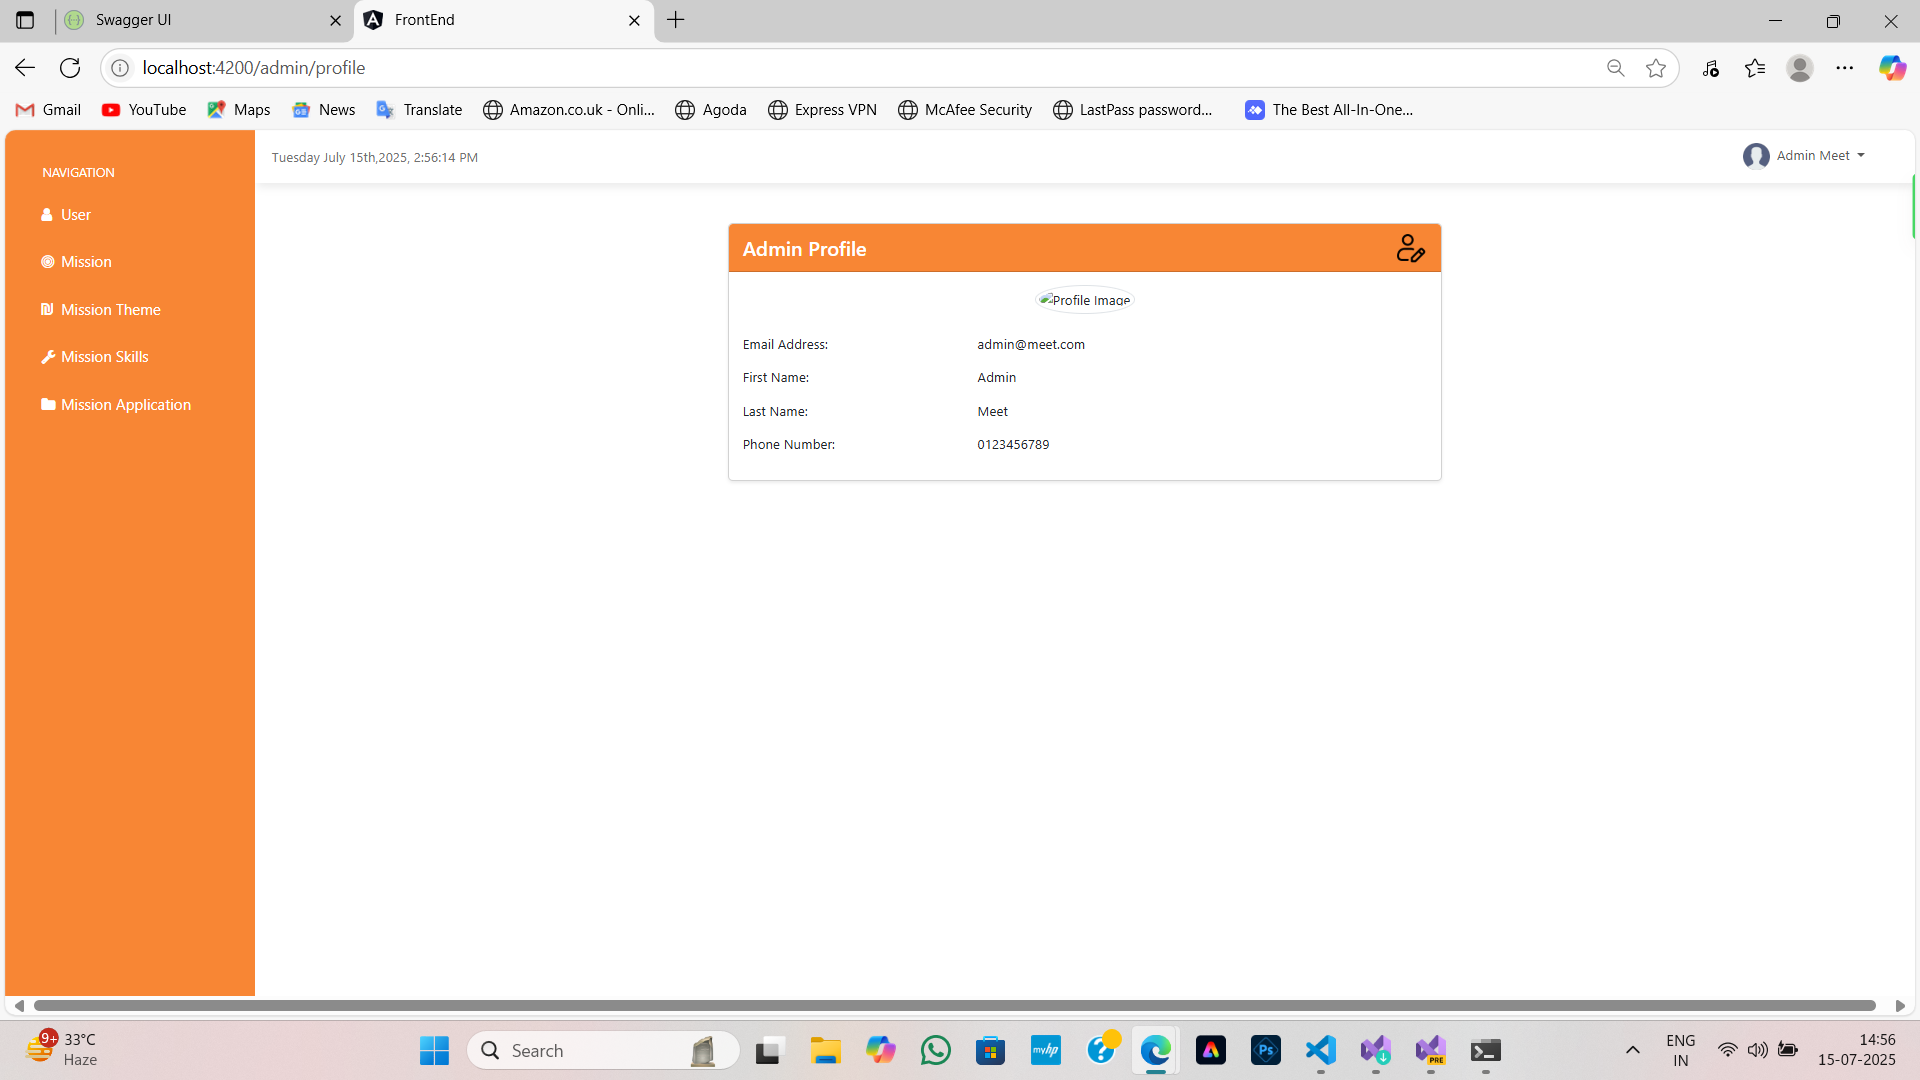 Swagger UI
FrontEnd
localhost:4200/admin/profile
Gmail
YouTube
Maps
News
Translate
Amazon.co.uk - Onli...
Agoda
Express VPN
McAfee Security
LastPass password...
The Best All-In-One...
NAVIGATION
User
Mission
Mission Theme
Mission Skills
Mission Application
Tuesday July 15th,2025, 2:56:14 PM
Admin Meet
Admin Profile
Profile Image
Email Address: admin@meet.com
First Name: Admin
Last Name: Meet
Phone Number: 0123456789
9+
33°C
Haze
Search
myhp
Ps
PRE
ENG
IN
14:56
15-07-2025